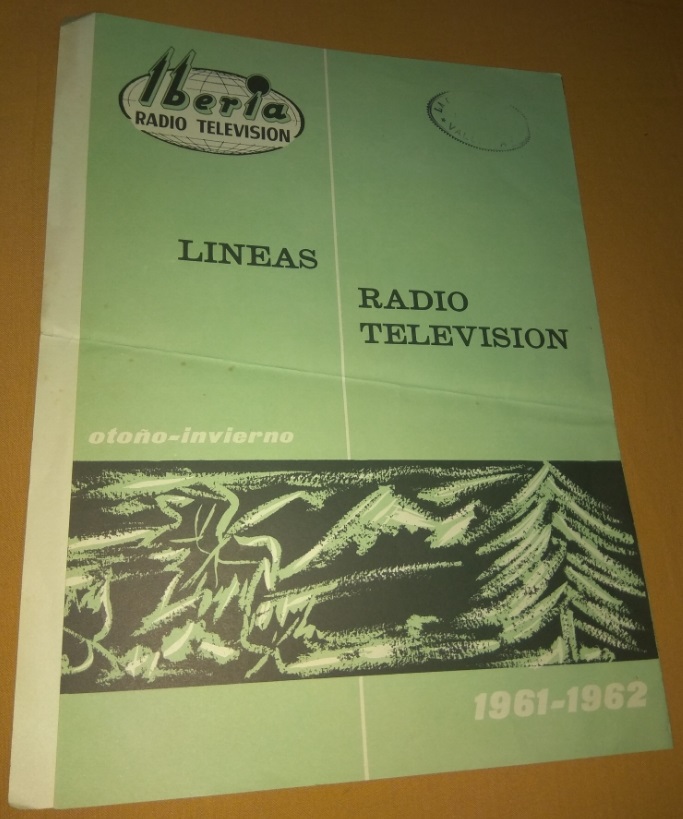 Iberia
RADIO TELEVISION
LINEAS
RADIO
TELEVISION
otoño-invierno
1961-1962